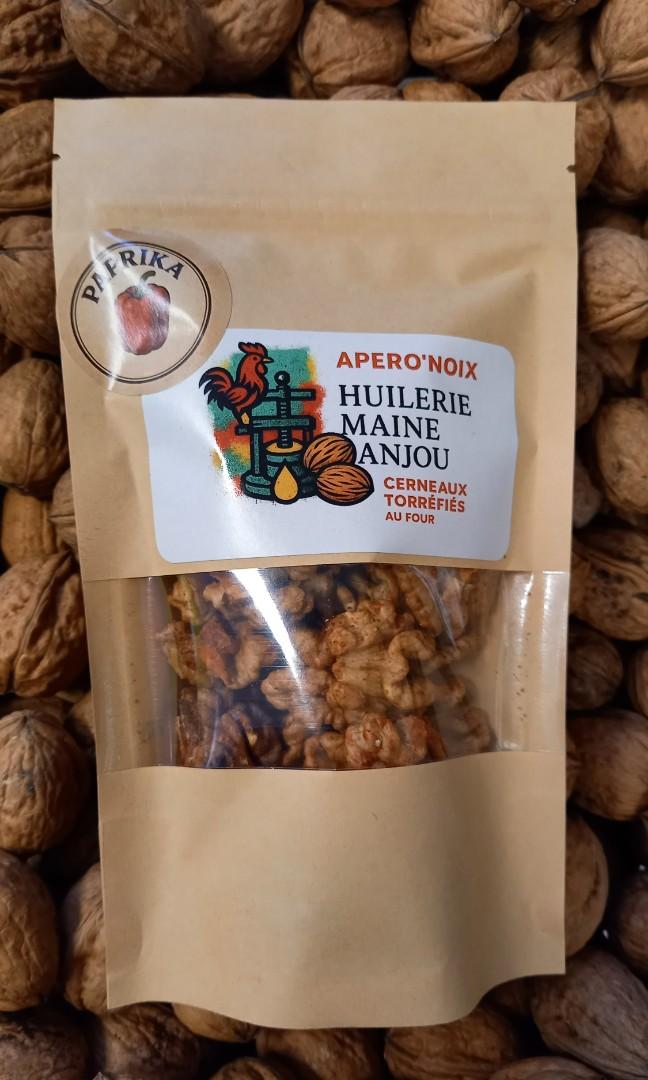 PAPRIKA
APERO'NOIX
HUILERIE
MAINE
ANJOU
CERNEAUX
TORRÉFIÉS
AU FOUR